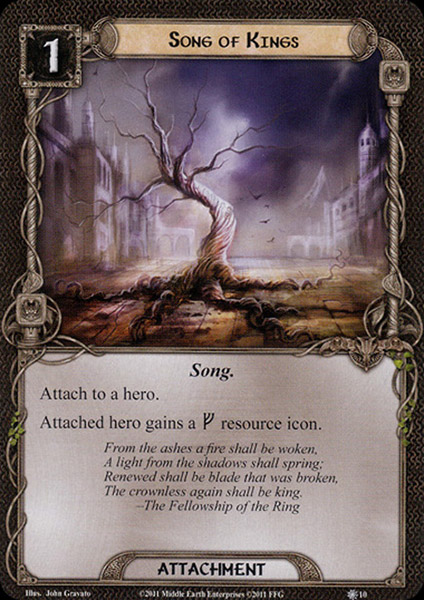 1
SONG OF KINGS
Song.
Attach to a hero.
Attached hero gains a ᚠ resource icon.
From the ashes a fire shall be woken,
A light from the shadows shall spring;
Renewed shall be blade that was broken,
The crownless again shall be king.
–The Fellowship of the Ring
ATTACHMENT
Illus. John Gravato
©2011 Middle Earth Enterprises ©2011 FFG
10